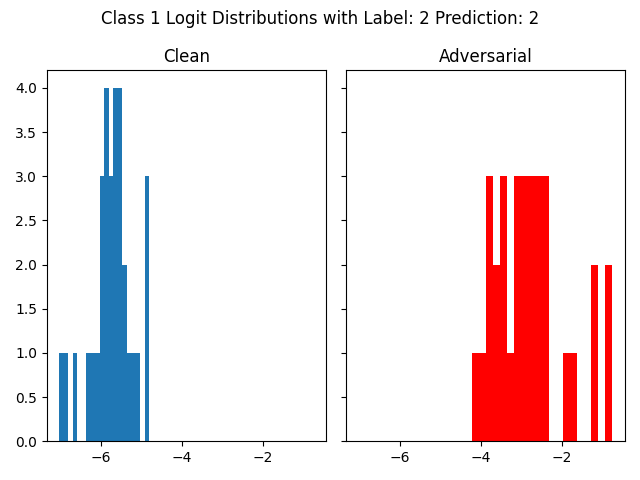 Class 1 Logit Distributions with Label: 2 Prediction: 2
Clean
Adversarial
4.0
3.5
3.0
2.5
2.0
1.5
1.0
0.5
0.0
−6 −4 −2
−6 −4 −2